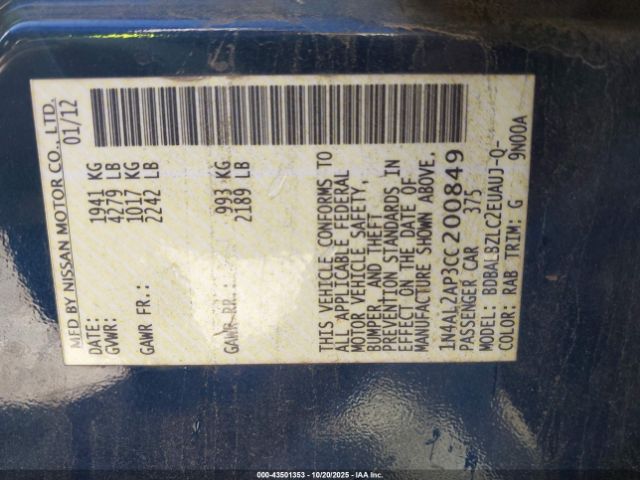 MFD BY NISSAN MOTOR CO., LTD.
DATE: 01/12
GVWR: 1941 KG
4279 LB
GAWR FR.: 1017 KG
2242 LB
GAWR RR.: 993 KG
2189 LB
THIS VEHICLE CONFORMS TO
ALL APPLICABLE FEDERAL
MOTOR VEHICLE SAFETY,
BUMPER, AND THEFT
PREVENTION STANDARDS IN
EFFECT ON THE DATE OF
MANUFACTURE SHOWN ABOVE.
1N4AL2AP3CC200849
PASSENGER CAR 375
MODEL: BDBALBZLC2EUAUJ-Q-
COLOR: RAB TRIM: G 9N00A
000-43501353 | 10/20/2025 | IAA, Inc.